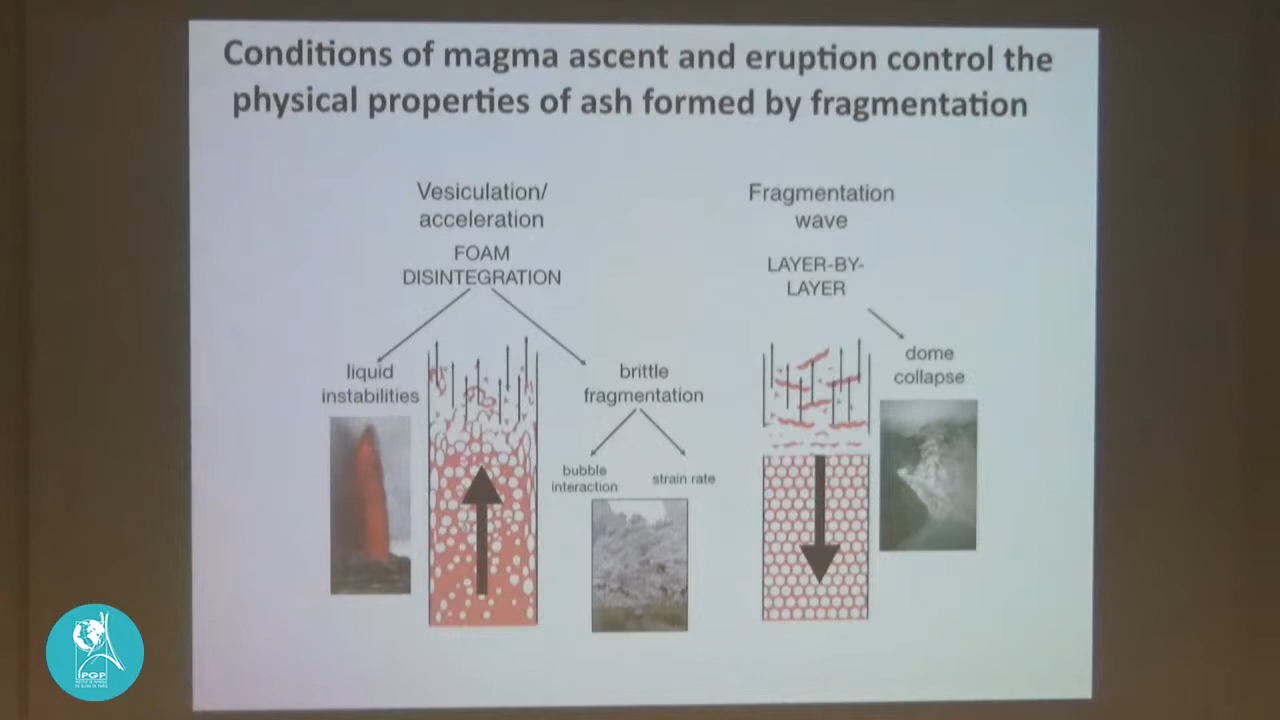 Conditions of magma ascent and eruption control the
physical properties of ash formed by fragmentation
Vesiculation/
acceleration
FOAM
DISINTEGRATION
liquid
instabilities
brittle
fragmentation
bubble
interaction
strain rate
Fragmentation
wave
LAYER-BY-
LAYER
dome
collapse
IPGP